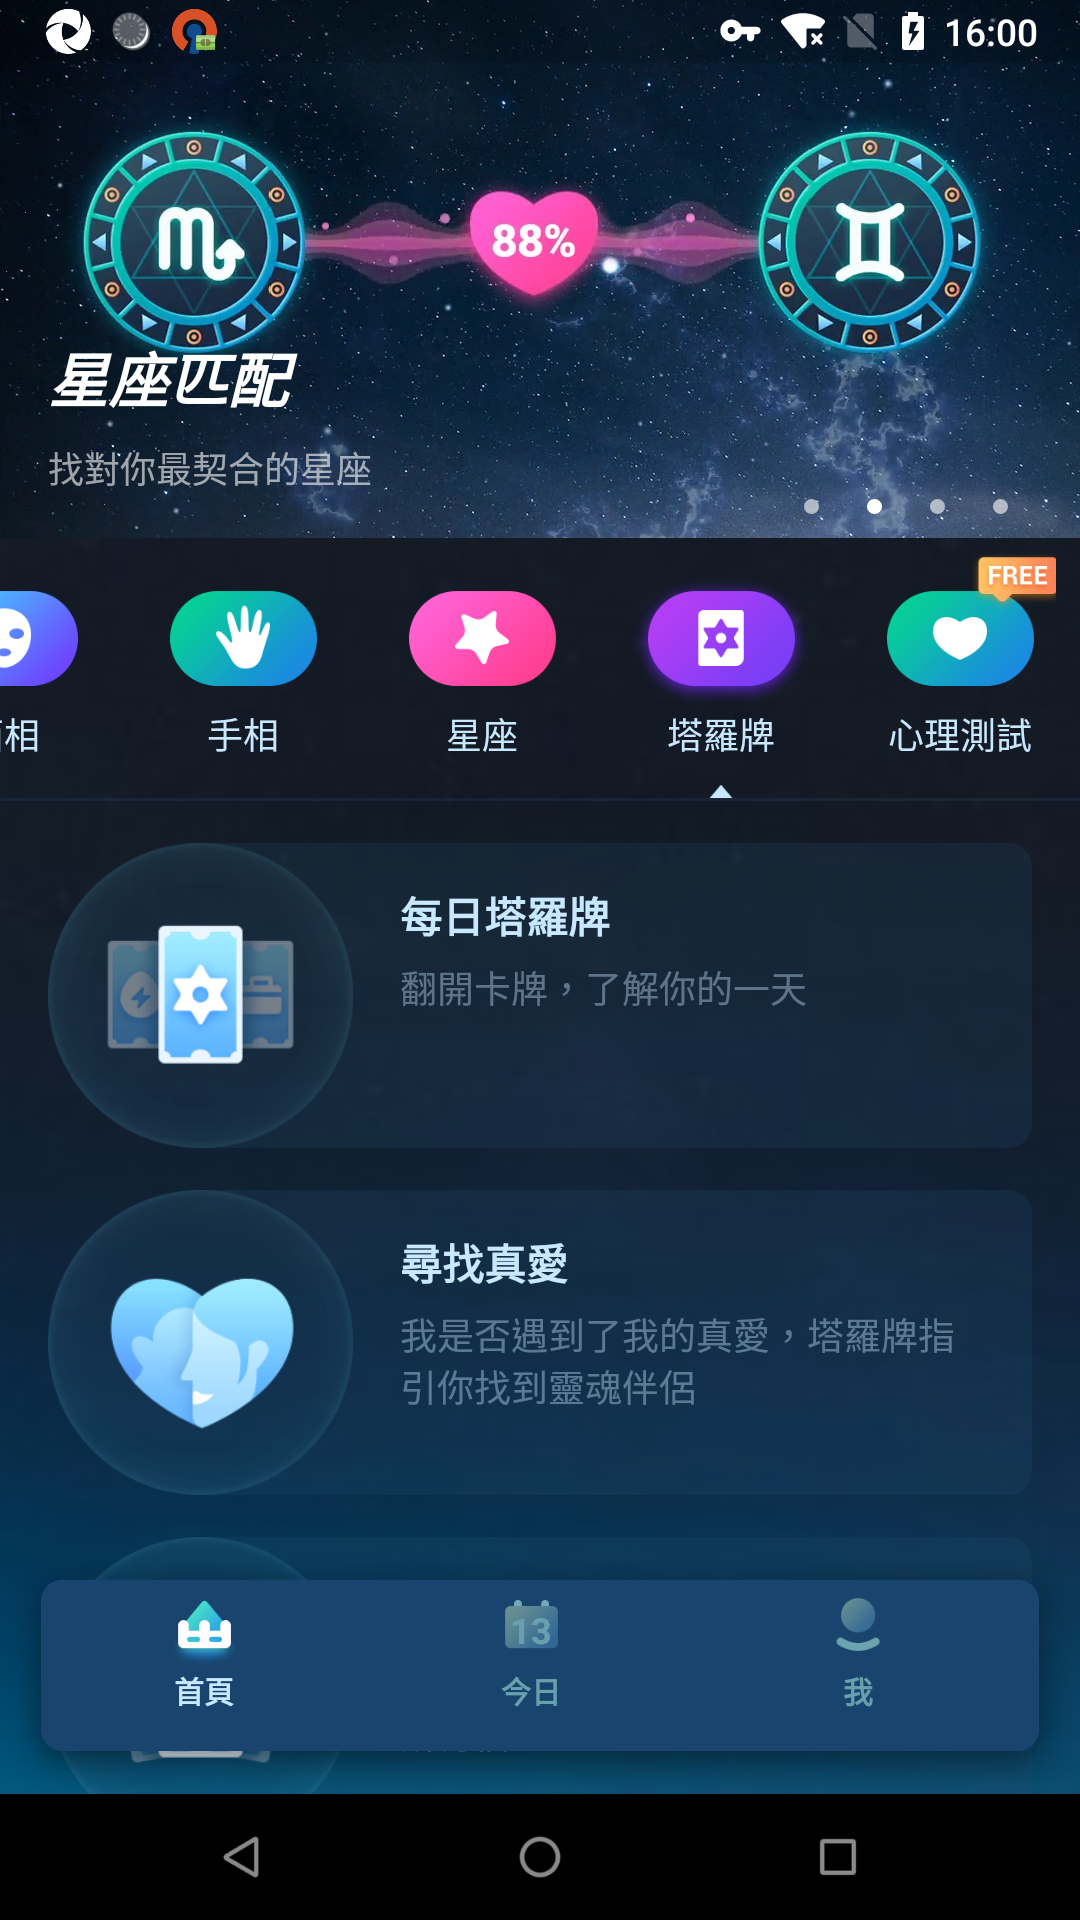 16:00
88%
星座匹配
找對你最契合的星座
FREE
相
手相
星座
塔羅牌
心理測試
每日塔羅牌
翻開卡牌，了解你的一天
尋找真愛
我是否遇到了我的真愛，塔羅牌指
引你找到靈魂伴侶
13
首頁
今日
我